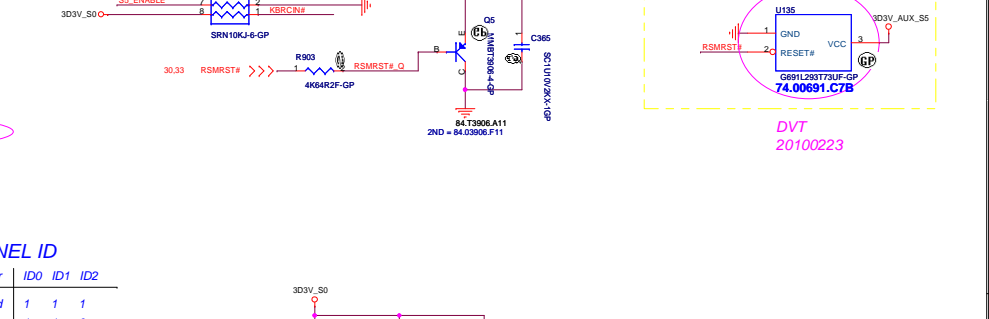 S5_ENABLE
3D3V_S0
8 1 KBRCIN#
SRN10KJ-6-GP
30,33 RSMRST#
R903
1
4K64R2F-GP
RSMRST#_Q
B
E
C
Q5
MMBT3906-4-GP
84.T3906.A11
2ND = 84.03906.F11
1
C365
SC1U10V2KX-1GP
U135
1 GND
RSMRST# 2 RESET#
VCC 3
3D3V_AUX_S5
GP
G691L293T73UF-GP
74.00691.C7B
DVT
20100223
NEL ID
ID0 ID1 ID2
1 1 1
3D3V_S0